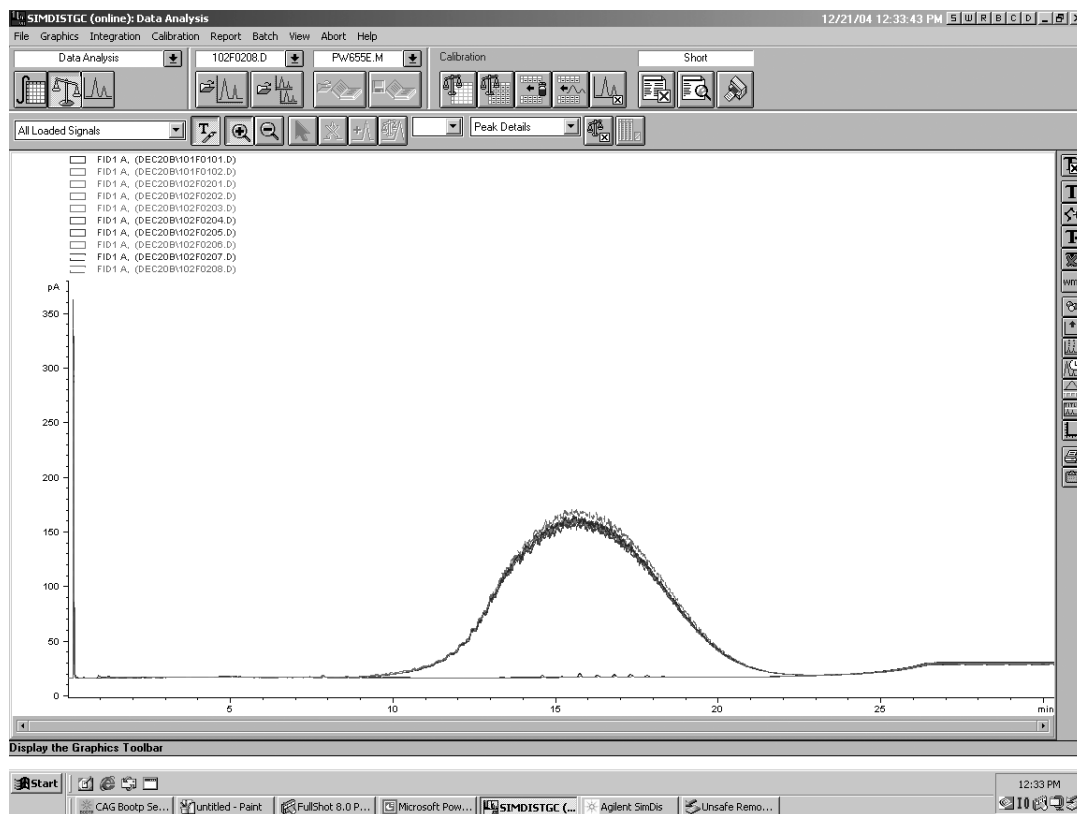 SIMDISTGC (online): Data Analysis 12/21/04 12:33:43 PM S W R B C D
File Graphics Integration Calibration Report Batch View Abort Help
Data Analysis 102F0208.D PW655E.M Calibration Short
All Loaded Signals Peak Details
FID1 A, (DEC20B\101F0101.D)
FID1 A, (DEC20B\101F0102.D)
FID1 A, (DEC20B\102F0201.D)
FID1 A, (DEC20B\102F0202.D)
FID1 A, (DEC20B\102F0203.D)
FID1 A, (DEC20B\102F0204.D)
FID1 A, (DEC20B\102F0205.D)
FID1 A, (DEC20B\102F0206.D)
FID1 A, (DEC20B\102F0207.D)
FID1 A, (DEC20B\102F0208.D)
pA
350
300
250
200
150
100
50
0
5 10 15 20 25 min
Display the Graphics Toolbar
Start 12:33 PM
CAG Bootp Se... untitled - Paint FullShot 8.0 P... Microsoft Pow... SIMDISTGC (... Agilent SimDis Unsafe Remo...